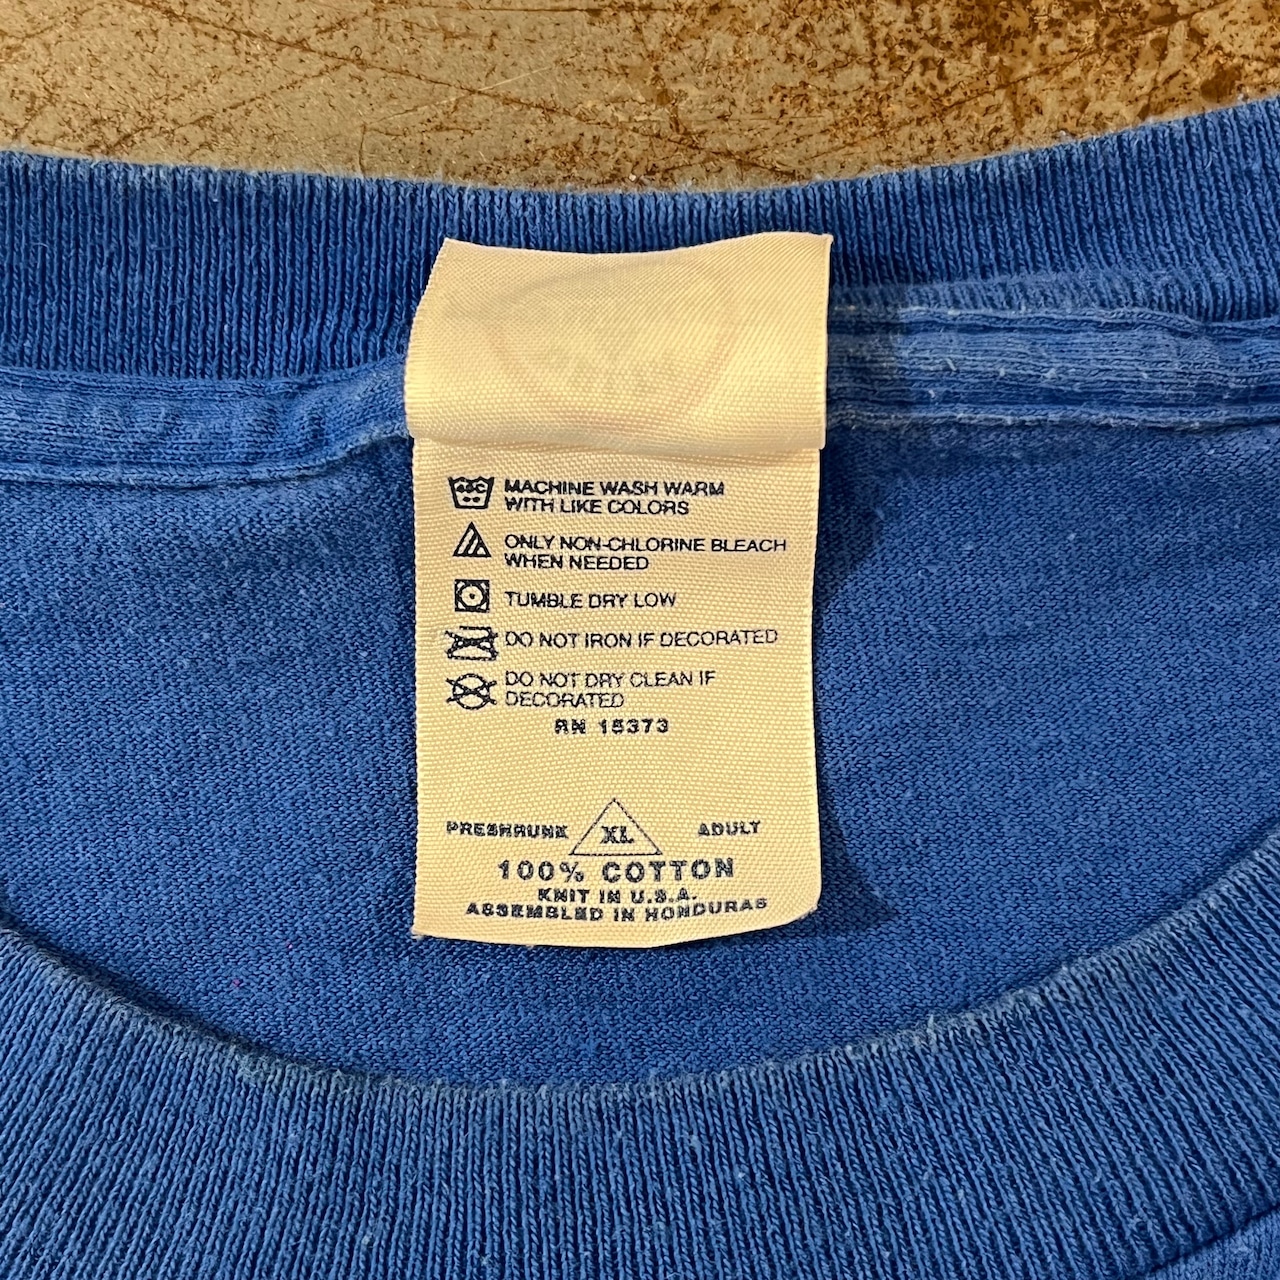 MACHINE WASH WARM
WITH LIKE COLORS
ONLY NON-CHLORINE BLEACH
WHEN NEEDED
TUMBLE DRY LOW
DO NOT IRON IF DECORATED
DO NOT DRY CLEAN IF
DECORATED
RN 15373
PRESHRUNK XL ADULT
100% COTTON
KNIT IN U.S.A.
ASSEMBLED IN HONDURAS